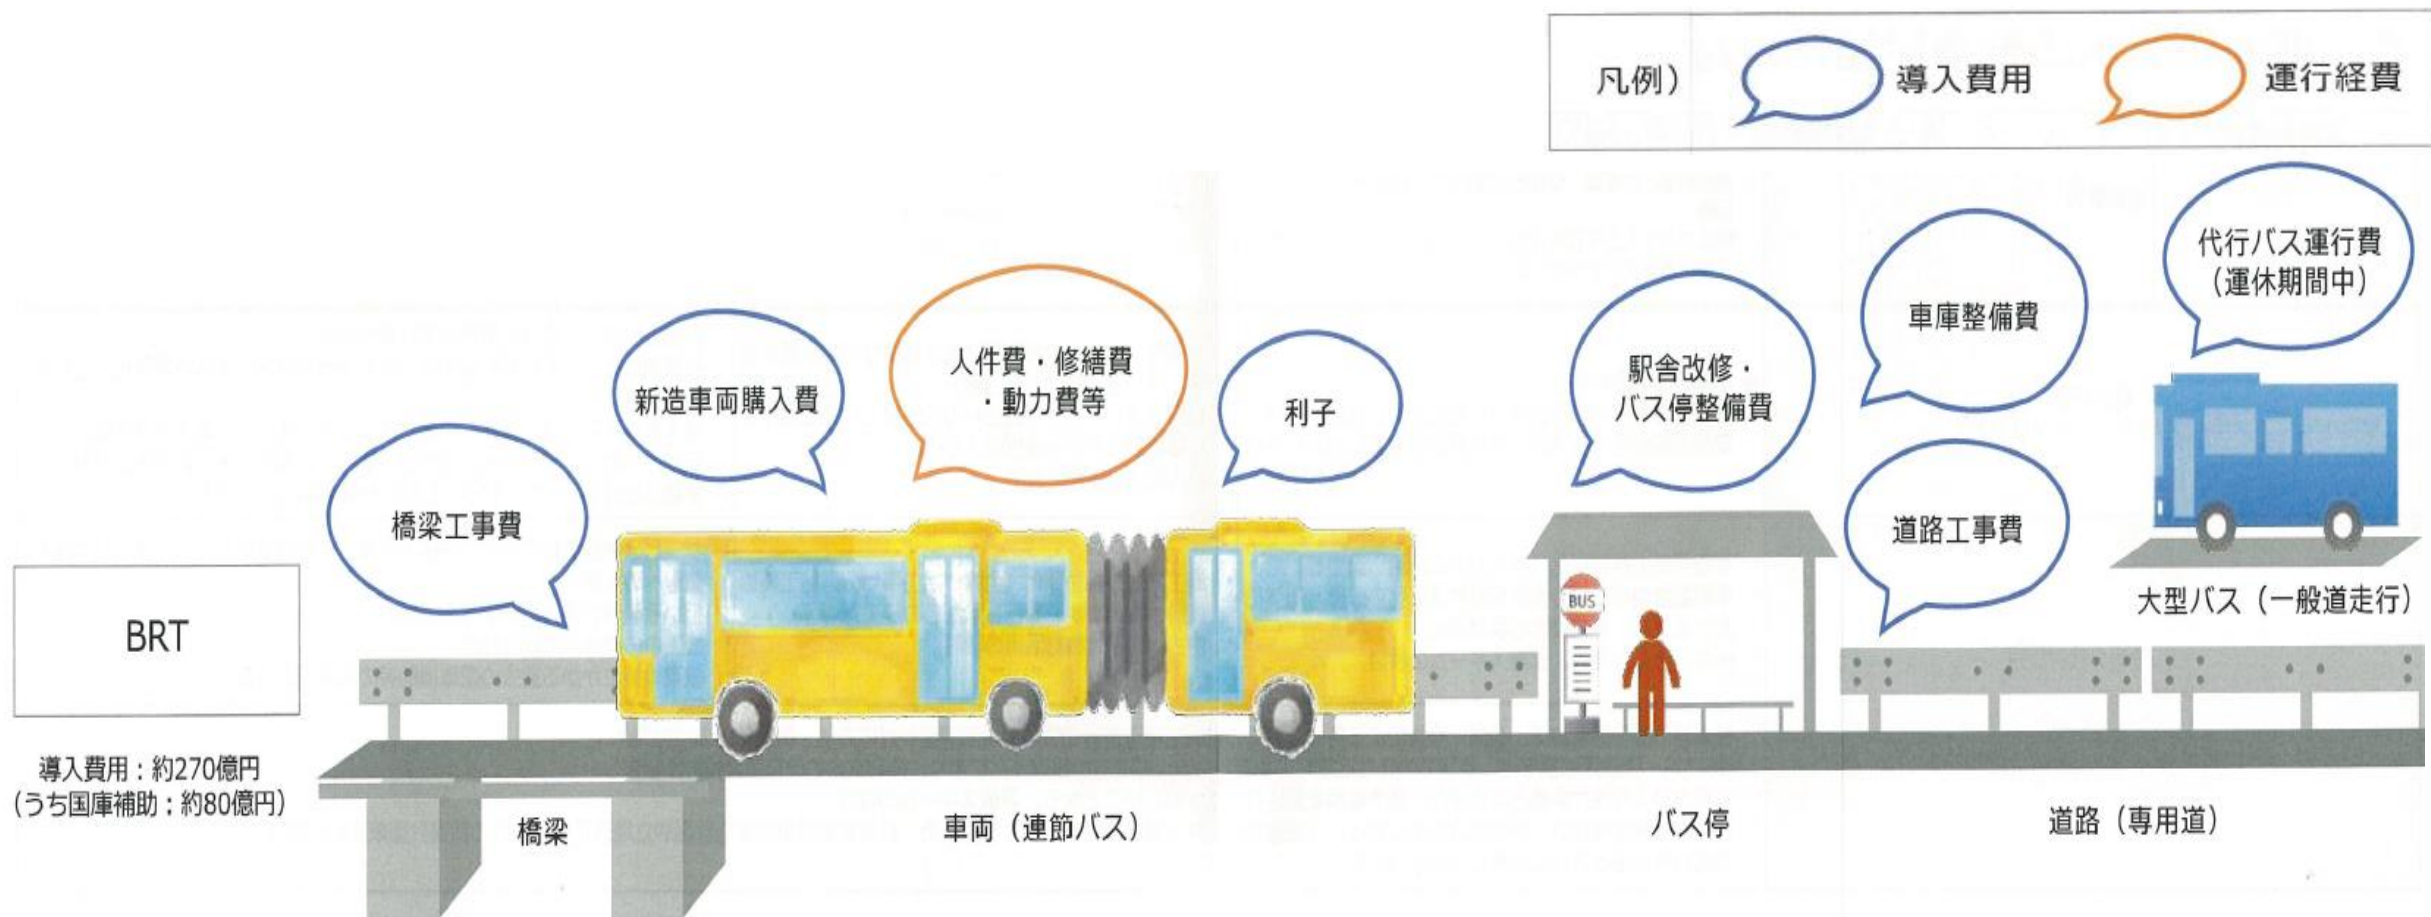 凡例）
導入費用
運行経費
代行バス運行費
（運休期間中）
車庫整備費
人件費・修繕費
・動力費等
新造車両購入費
利子
駅舎改修・
バス停整備費
橋梁工事費
道路工事費
BUS
大型バス（一般道走行）
BRT
導入費用：約270億円
（うち国庫補助：約80億円）
橋梁
車両（連節バス）
バス停
道路（専用道）